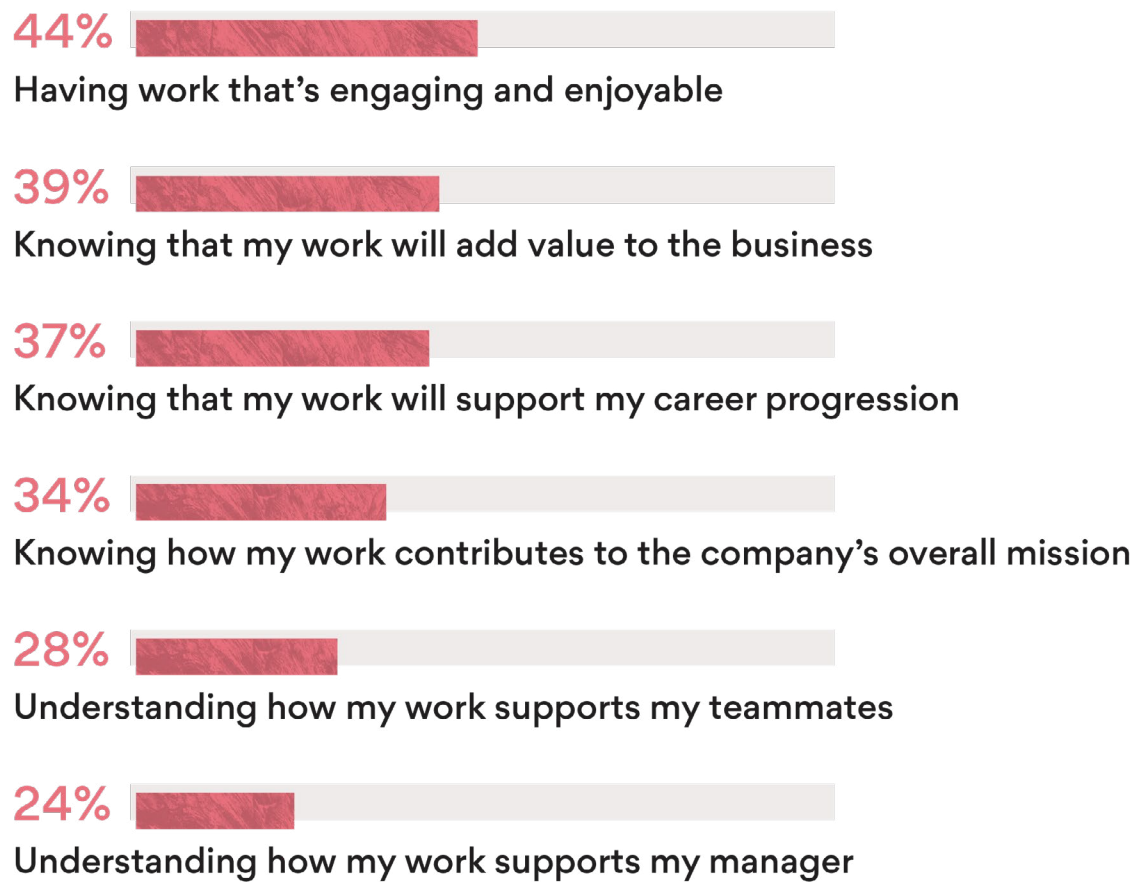 44%
Having work that’s engaging and enjoyable
39%
Knowing that my work will add value to the business
37%
Knowing that my work will support my career progression
34%
Knowing how my work contributes to the company’s overall mission
28%
Understanding how my work supports my teammates
24%
Understanding how my work supports my manager